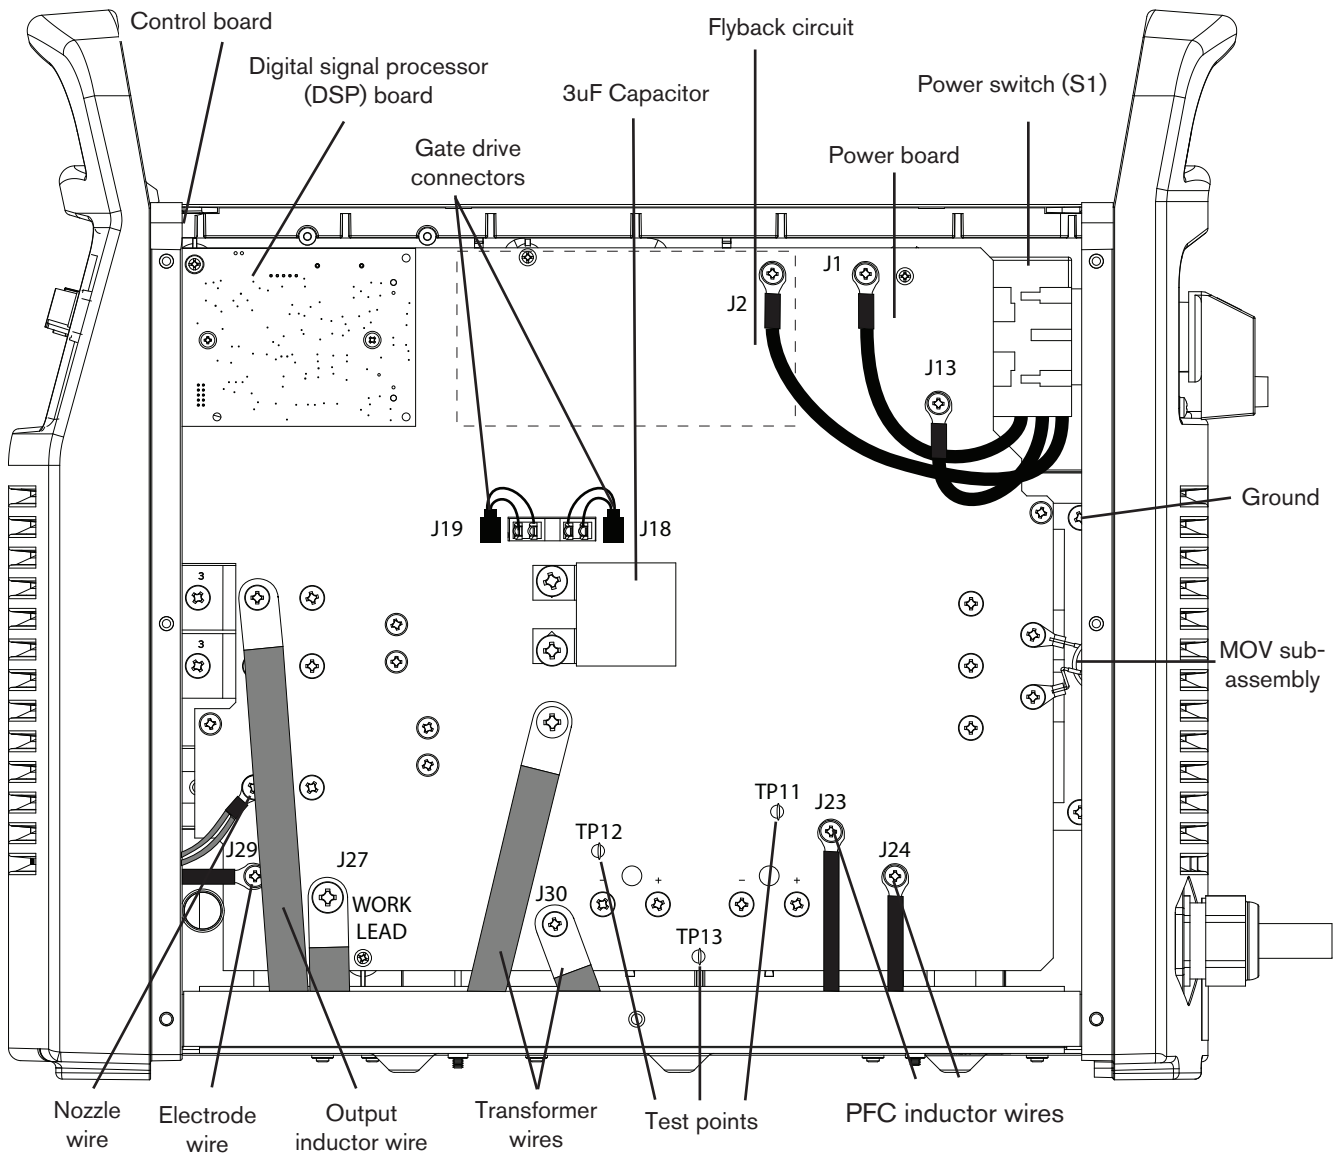 Control board
Flyback circuit
Digital signal processor
(DSP) board
3uF Capacitor
Power switch (S1)
Gate drive
connectors
Power board
J1
J2
J13
J19
J18
Ground
3
3
MOV sub-
assembly
TP11
J23
TP12
J29
J27
J24
- +
- +
J30
WORK
LEAD
TP13
Nozzle
wire
Electrode
wire
Output
inductor wire
Transformer
wires
Test points
PFC inductor wires